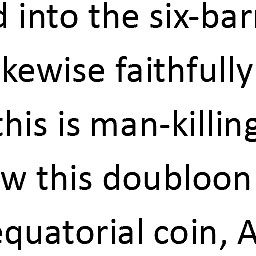 d into the six-barr
kewise faithfully
this is man-killing
w this doubloon
equatorial coin, A